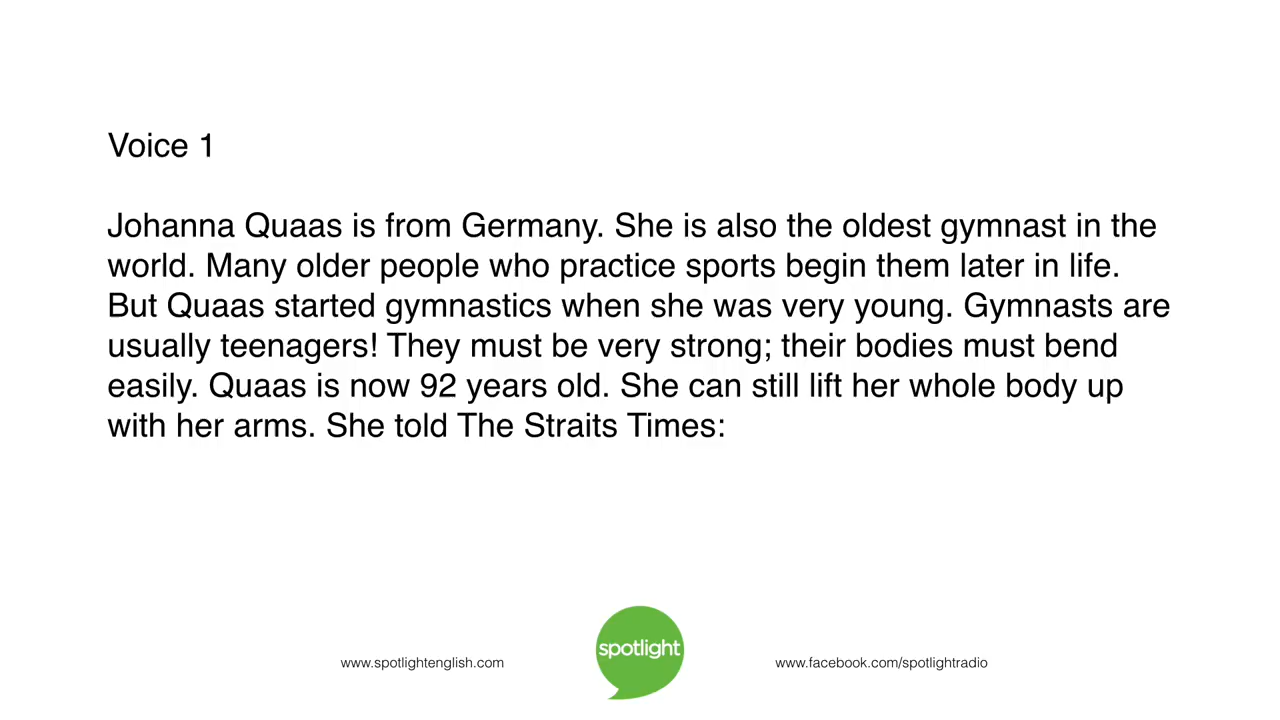 Voice 1
Johanna Quaas is from Germany. She is also the oldest gymnast in the
world. Many older people who practice sports begin them later in life.
But Quaas started gymnastics when she was very young. Gymnasts are
usually teenagers! They must be very strong; their bodies must bend
easily. Quaas is now 92 years old. She can still lift her whole body up
with her arms. She told The Straits Times:
spotlight
www.spotlightenglish.com
www.facebook.com/spotlightradio